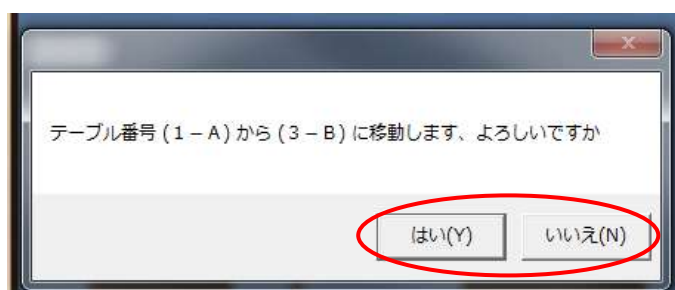 テーブル番号 (1 – A) から (3 – B) に移動します、よろしいですか
はい(Y) いいえ(N)